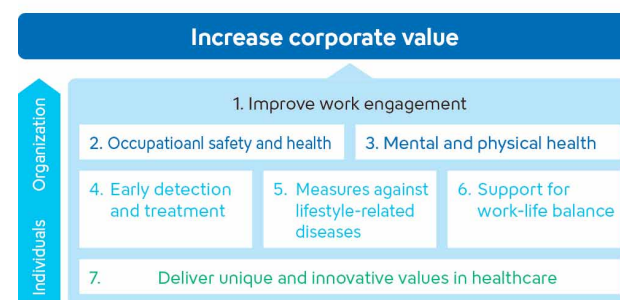 Increase corporate value
Organization
Individuals
1. Improve work engagement
2. Occupatioanl safety and health
3. Mental and physical health
4. Early detection
and treatment
5. Measures against
lifestyle-related
diseases
6. Support for
work-life balance
7. Deliver unique and innovative values in healthcare